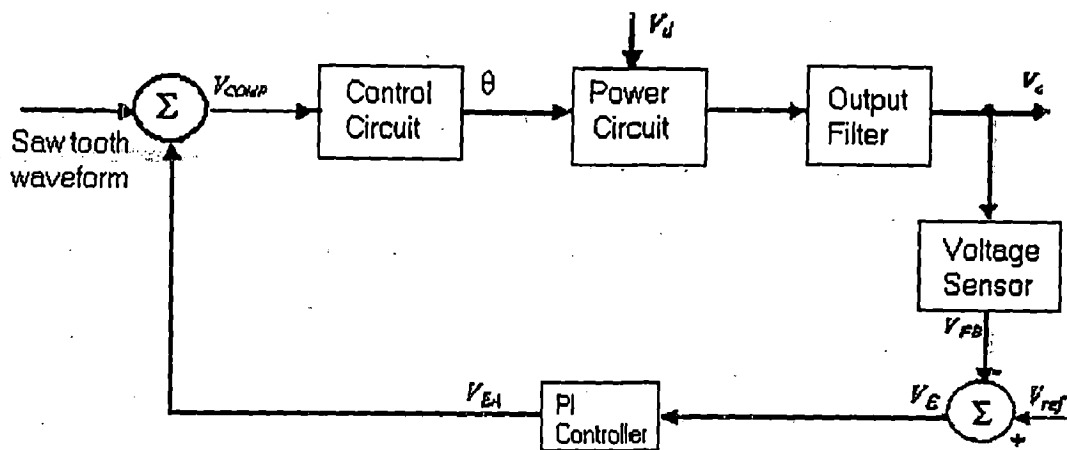 V_d
Σ
V_COMP
Control
Circuit
θ
Power
Circuit
Output
Filter
V_o
Saw tooth
waveform
Voltage
Sensor
V_FB
-
V_EA
PI
Controller
V_E
Σ
V_ref
+